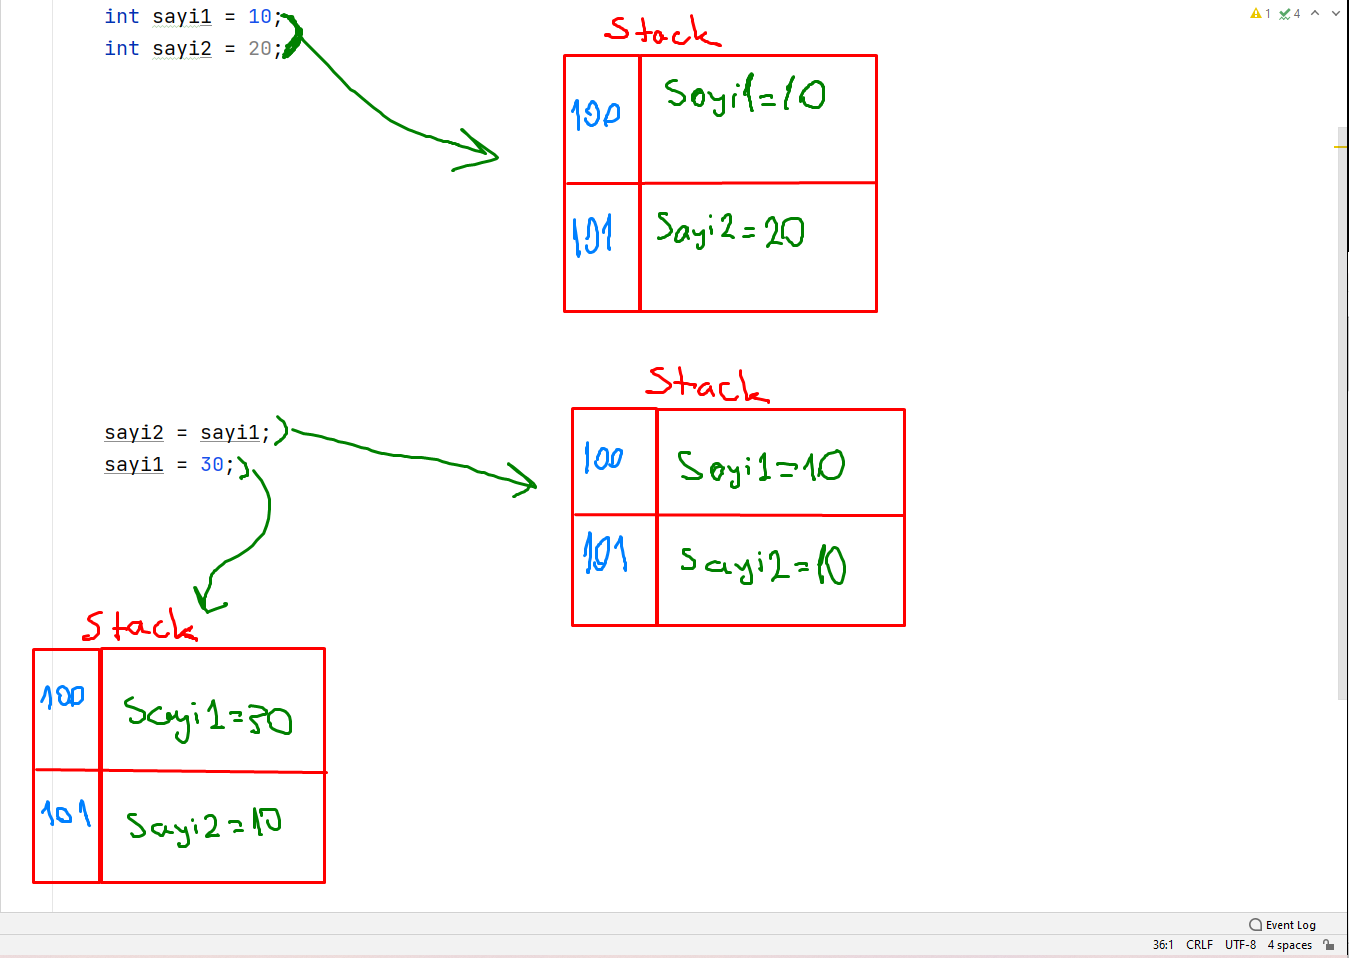 int sayi1 = 10;
int sayi2 = 20;
1
4
Stack
100
Sayi1=10
101
Sayi2=20
sayi2 = sayi1;
sayi1 = 30;
Stack
100
Sayi1=10
101
Sayi2=10
Stack
100
Sayi1=30
101
Sayi2=10
Event Log
36:1 CRLF UTF-8 4 spaces